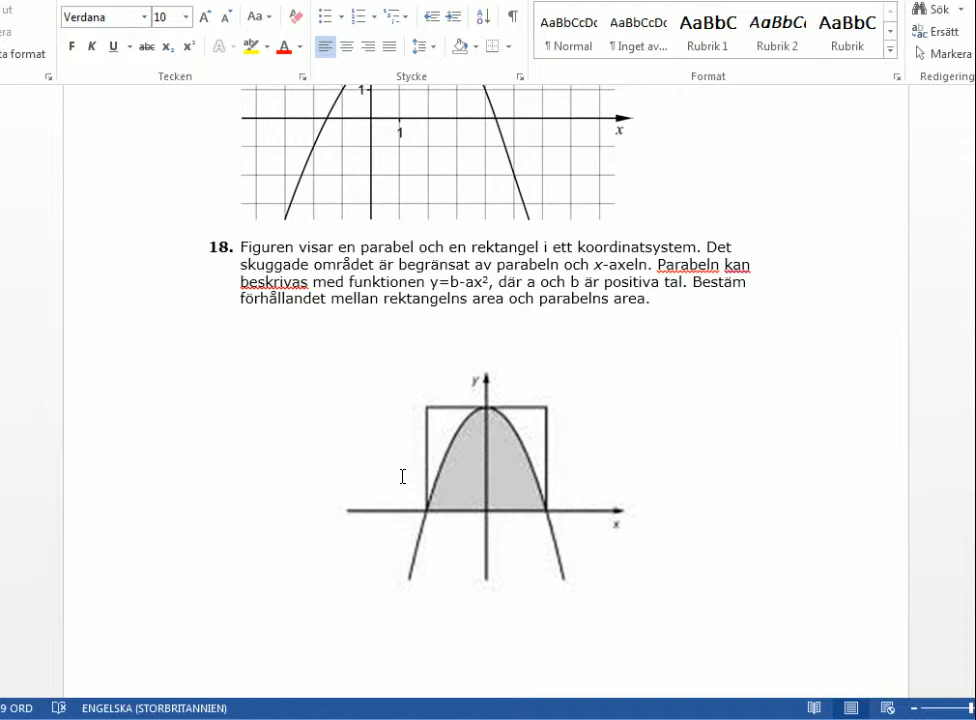 ut
Verdana 10 A A Aa
AaBbCcDc AaBbCcDc AaBbC AaBbC AaBbC
Sök
era
Ersätt
ta format
F K U abc x₂ x² A A
¶ Normal ¶ Inget av... Rubrik 1 Rubrik 2 Rubrik
Markera
Tecken Stycke Format Redigering
1
1
x
18. Figuren visar en parabel och en rektangel i ett koordinatsystem. Det
skuggade området är begränsat av parabeln och x-axeln. Parabeln kan
beskrivas med funktionen y=b-ax², där a och b är positiva tal. Bestäm
förhållandet mellan rektangelns area och parabelns area.
y
x
9 ORD ENGELSKA (STORBRITANNIEN)